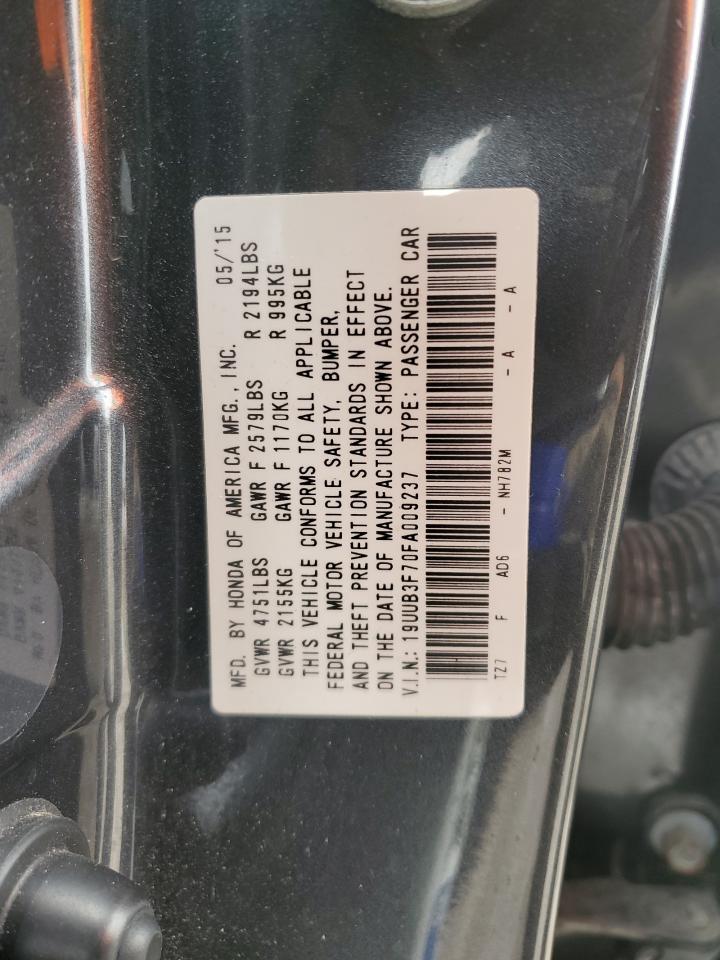 MFD. BY HONDA OF AMERICA MFG., INC. 05/'15
GVWR 4751LBS GAWR F 2579LBS R 2194LBS
GVWR 2155KG GAWR F 1170KG R 995KG
THIS VEHICLE CONFORMS TO ALL APPLICABLE
FEDERAL MOTOR VEHICLE SAFETY, BUMPER,
AND THEFT PREVENTION STANDARDS IN EFFECT
ON THE DATE OF MANUFACTURE SHOWN ABOVE.
V.I.N.: 19UUB3F70FA009237 TYPE: PASSENGER CAR
TZ7 F AD6 - NH782M - A - A